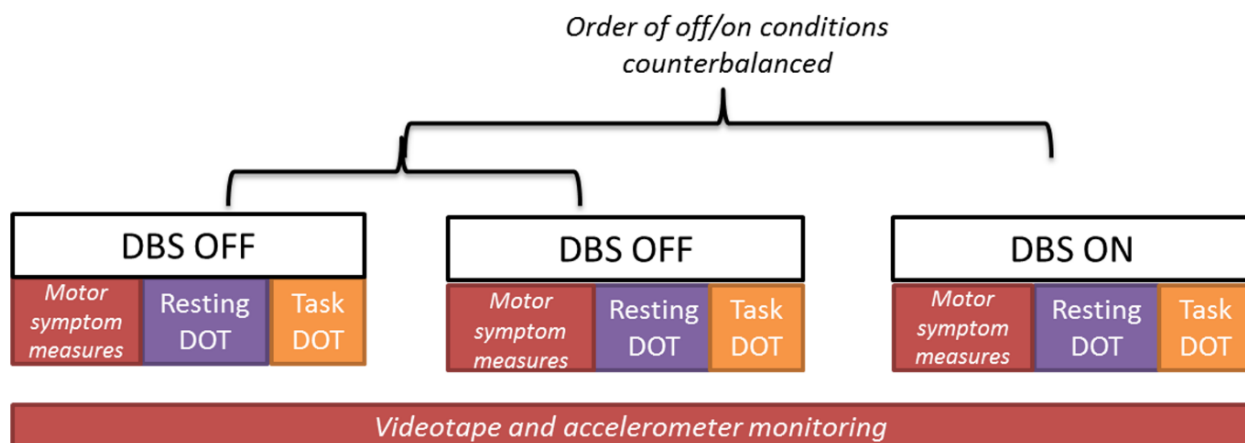 Order of off/on conditions
counterbalanced
DBS OFF
Motor
symptom
measures
Resting
DOT
Task
DOT
DBS OFF
Motor
symptom
measures
Resting
DOT
Task
DOT
DBS ON
Motor
symptom
measures
Resting
DOT
Task
DOT
Videotape and accelerometer monitoring